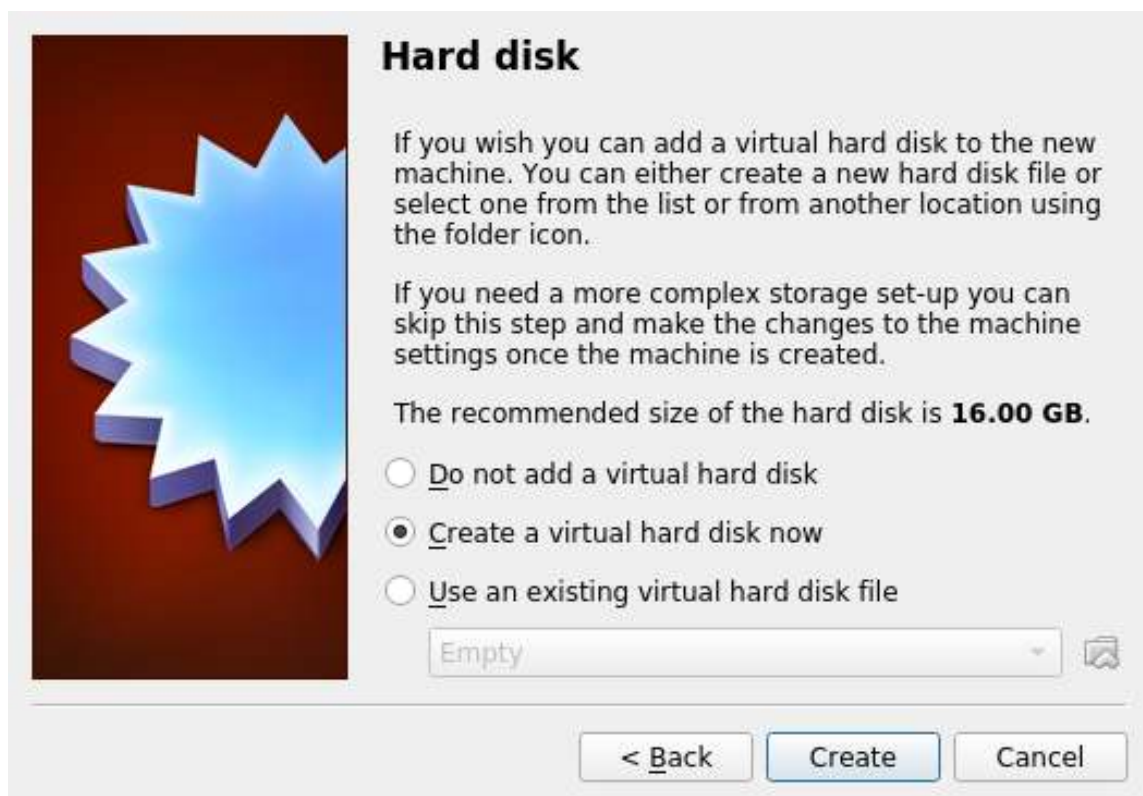 Hard disk
If you wish you can add a virtual hard disk to the new
machine. You can either create a new hard disk file or
select one from the list or from another location using
the folder icon.
If you need a more complex storage set-up you can
skip this step and make the changes to the machine
settings once the machine is created.
The recommended size of the hard disk is 16.00 GB.
Do not add a virtual hard disk
Create a virtual hard disk now
Use an existing virtual hard disk file
Empty
< Back
Create
Cancel